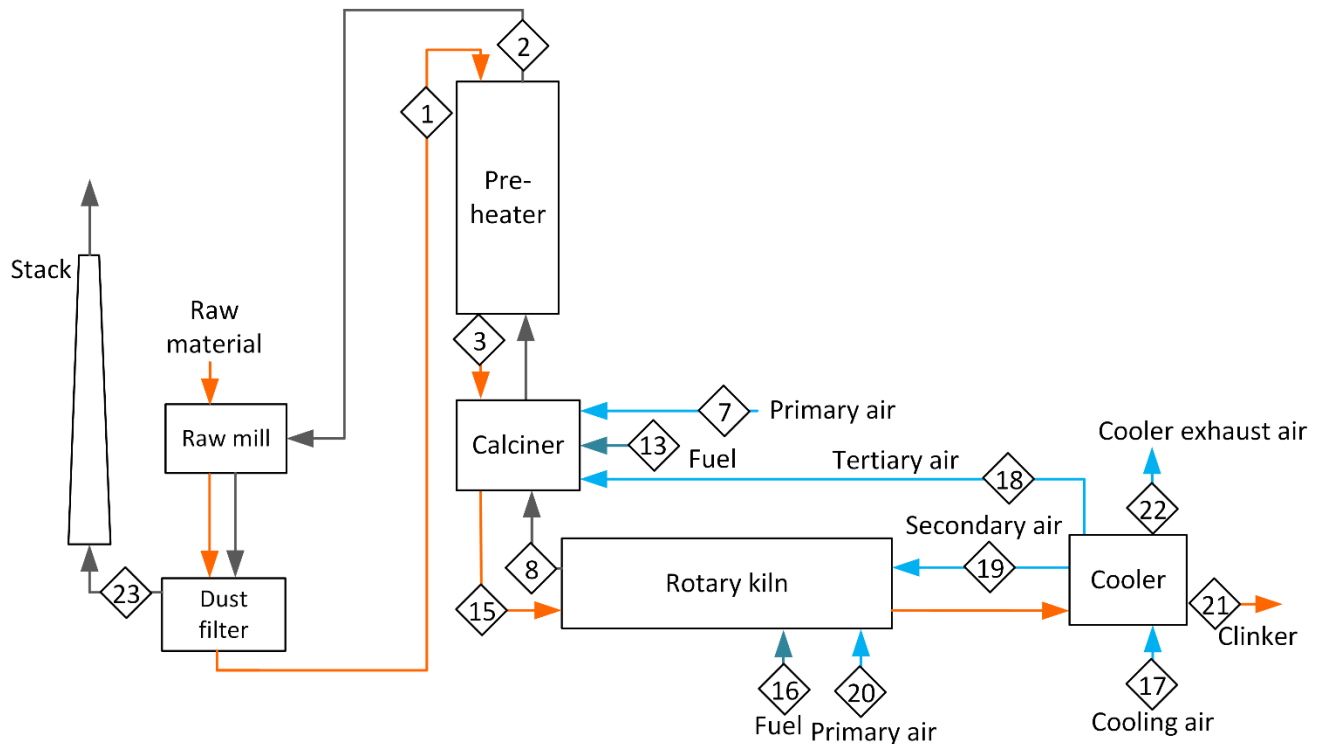 2
1
Pre-
heater
Stack
Raw
material
3
Raw mill
Calciner
7
Primary air
13
Fuel
Tertiary air
18
Cooler exhaust air
22
Secondary air
19
Cooler
8
Rotary kiln
15
23
Dust
filter
21
Clinker
16
Fuel
20
Primary air
17
Cooling air